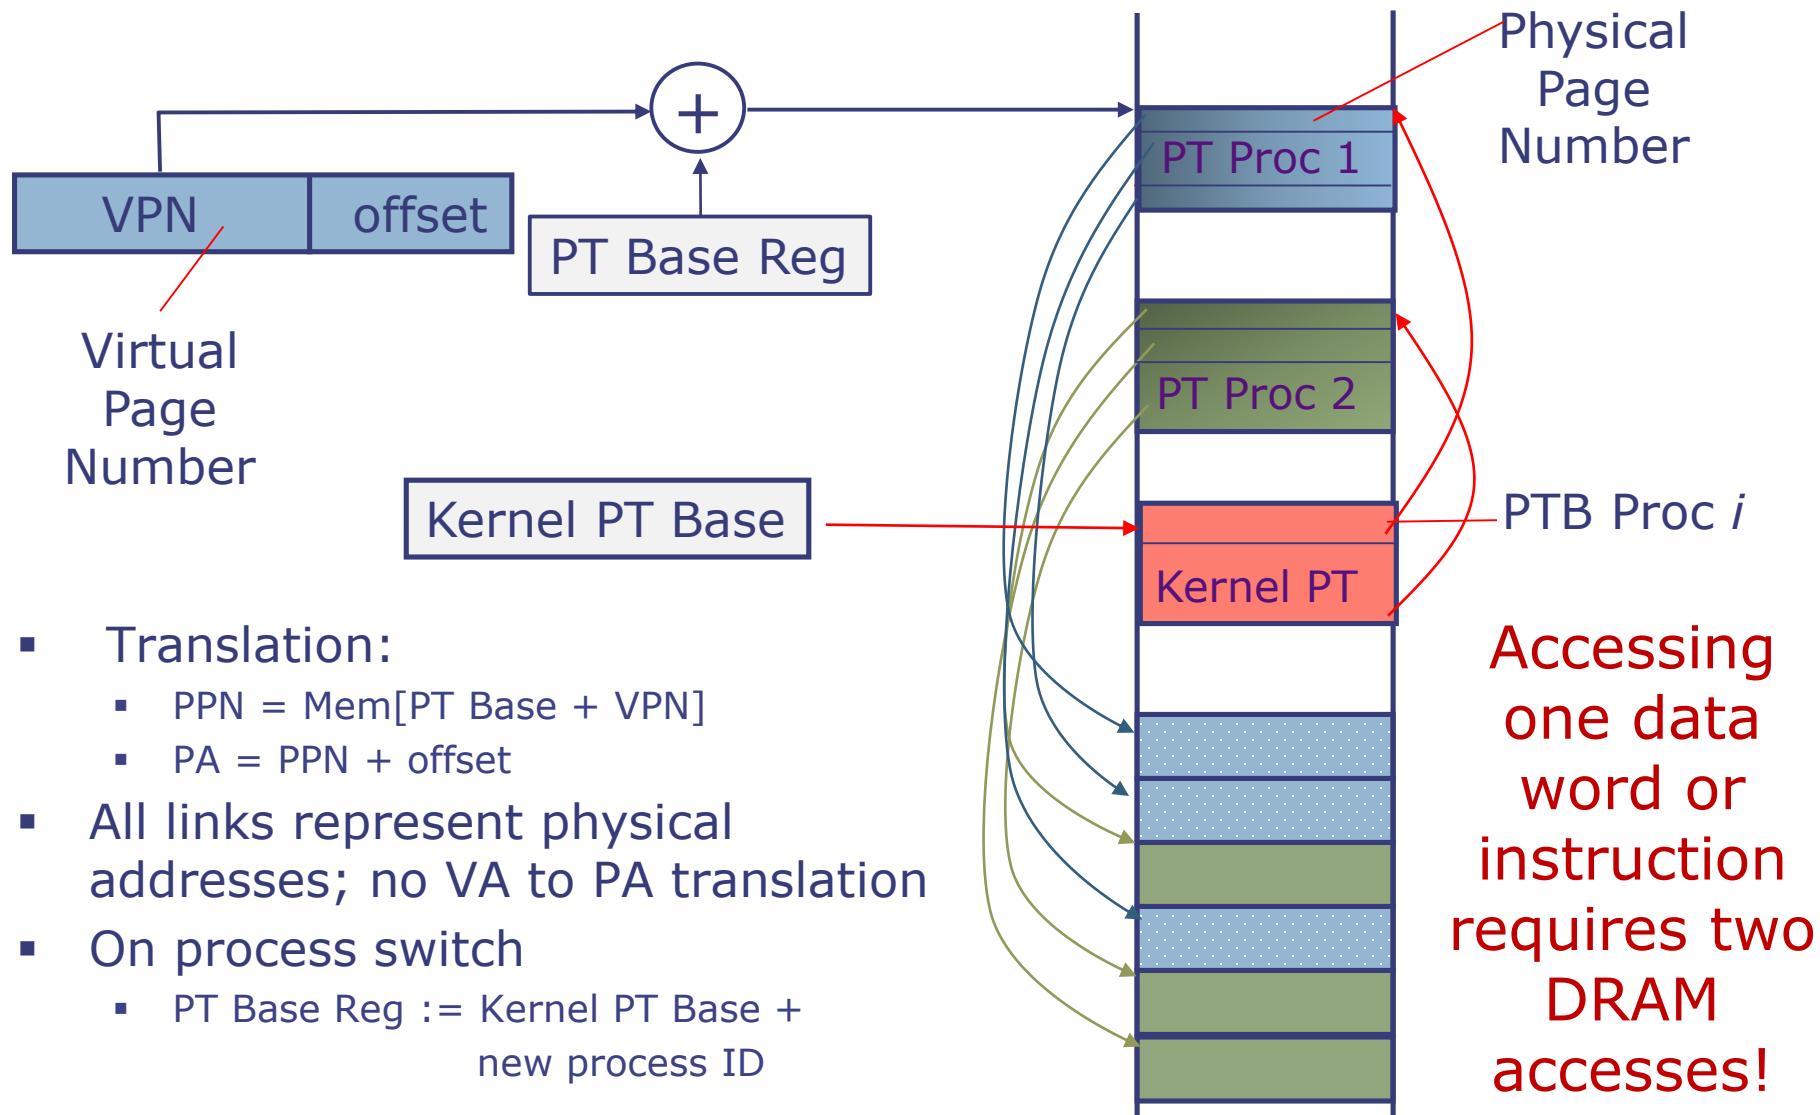 Physical
Page
Number
+
PT Proc 1
VPN
offset
PT Base Reg
Virtual
Page
Number
PT Proc 2
Kernel PT Base
PTB Proc i
Kernel PT
▪ Translation:
▪ PPN = Mem[PT Base + VPN]
▪ PA = PPN + offset
▪ All links represent physical
addresses; no VA to PA translation
▪ On process switch
▪ PT Base Reg := Kernel PT Base +
new process ID
Accessing
one data
word or
instruction
requires two
DRAM
accesses!